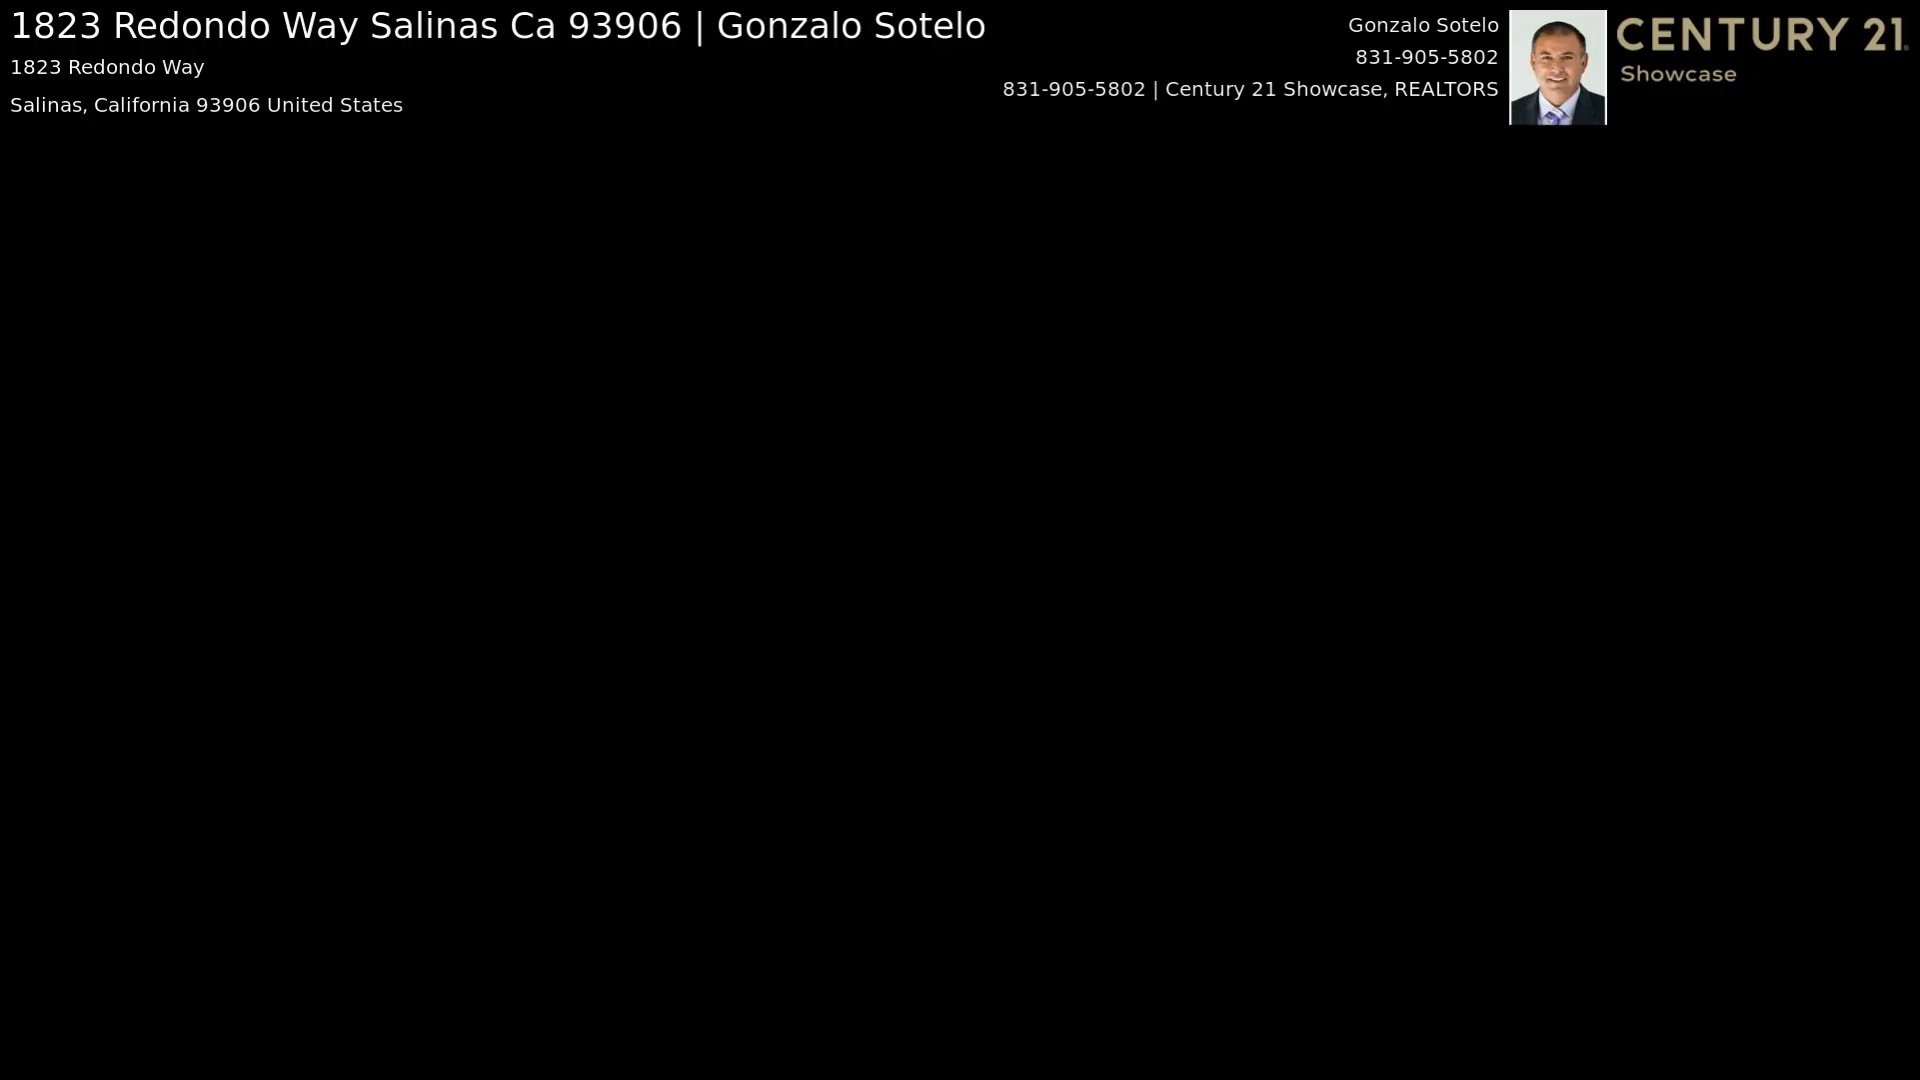 1823 Redondo Way Salinas Ca 93906 | Gonzalo Sotelo
1823 Redondo Way
Salinas, California 93906 United States
Gonzalo Sotelo
831-905-5802
831-905-5802 | Century 21 Showcase, REALTORS
CENTURY 21®
Showcase